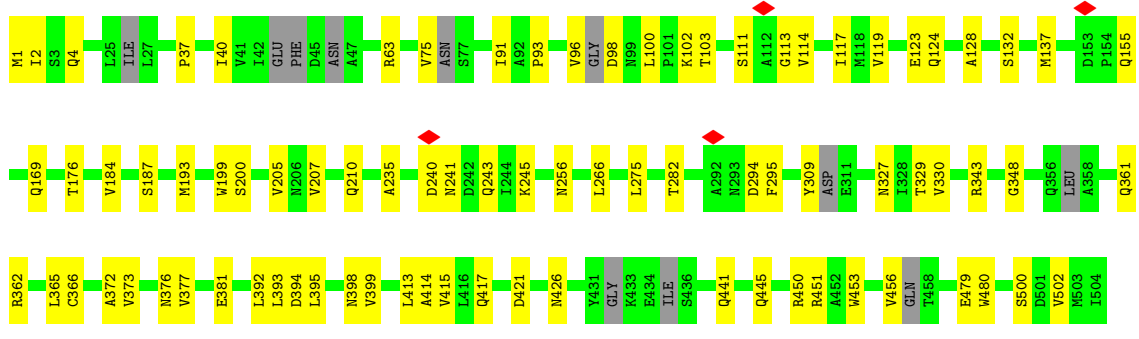 M1 I2 S3 Q4 L25 ILE L27 P37 I40 V41 I42 GLU PHE D45 ASN A47 R63 V75 ASN S77 I91 A92 P93 V96 GLY D98 N99 L100 P101 K102 T103 S111 A112 G113 V114 I117 M118 V119 E123 Q124 A128 S132 M137 D153 P154 Q155
Q169 T176 V184 S187 M193 W199 S200 V205 N206 V207 Q210 A235 D240 N241 D242 Q243 I244 K245 N256 L266 L275 T282 A292 N293 D294 F295 Y309 ASP E311 N327 I328 T329 V330 R343 G348 Q356 LEU A358 Q361
R362 L365 C366 A372 V373 N376 V377 E381 L392 L393 D394 L395 N398 V399 L413 A414 V415 L416 Q417 D421 N426 Y431 GLY K433 E434 ILE S436 Q441 Q445 R450 R451 A452 W453 V456 GLN T458 E479 W480 S500 D501 V502 M503 I504